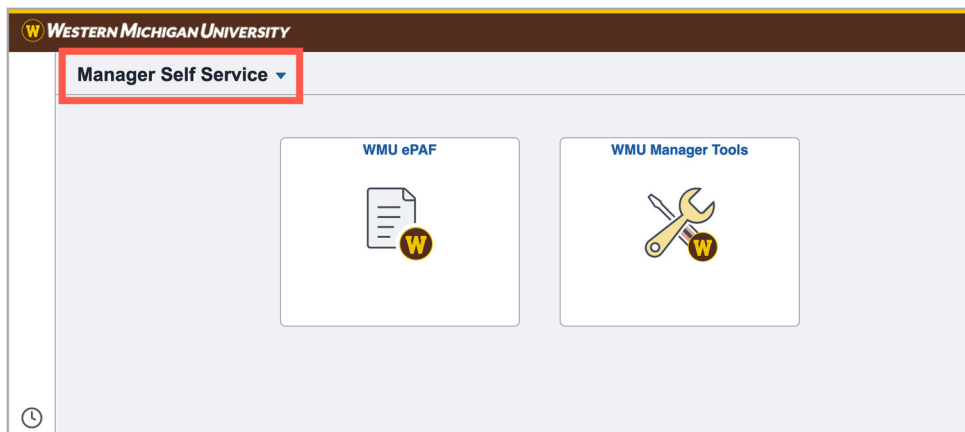 W WESTERN MICHIGAN UNIVERSITY
Manager Self Service
WMU ePAF
WMU Manager Tools
W
W